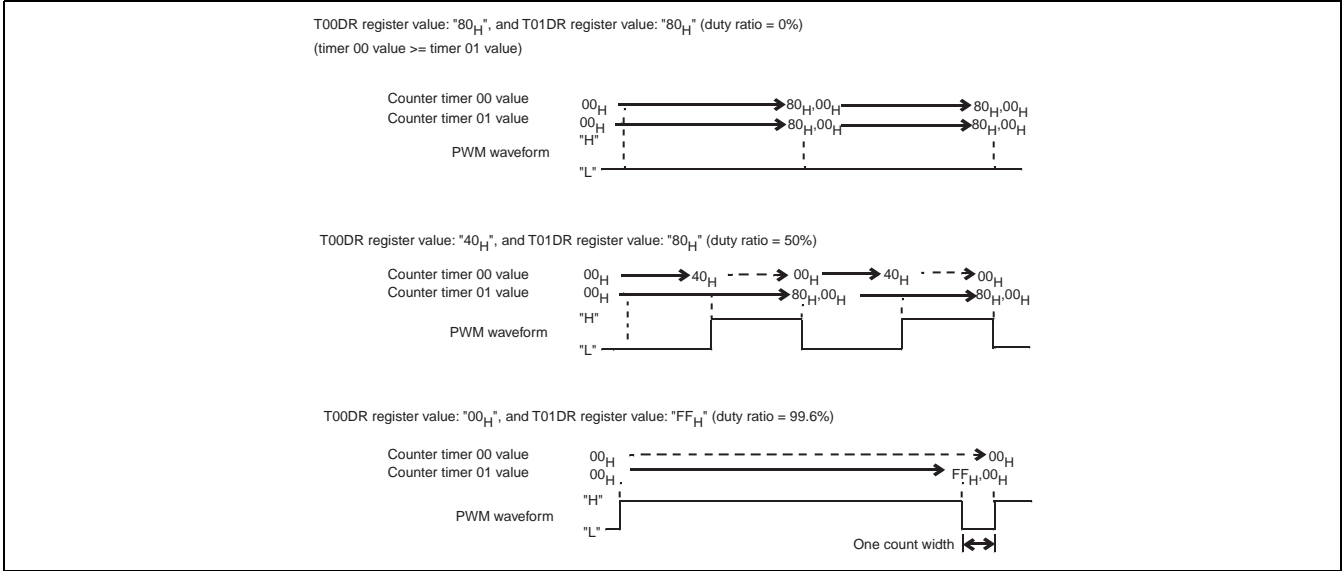 T00DR register value: "80H", and T01DR register value: "80H" (duty ratio = 0%)
(timer 00 value >= timer 01 value)
Counter timer 00 value 00H 80H,00H 80H,00H
Counter timer 01 value 00H 80H,00H 80H,00H
"H"
PWM waveform
"L"
T00DR register value: "40H", and T01DR register value: "80H" (duty ratio = 50%)
Counter timer 00 value 00H 40H 00H 40H 00H
Counter timer 01 value 00H 80H,00H 80H,00H
"H"
PWM waveform
"L"
T00DR register value: "00H", and T01DR register value: "FFH" (duty ratio = 99.6%)
Counter timer 00 value 00H 00H
Counter timer 01 value 00H FFH,00H
"H"
PWM waveform
"L"
One count width